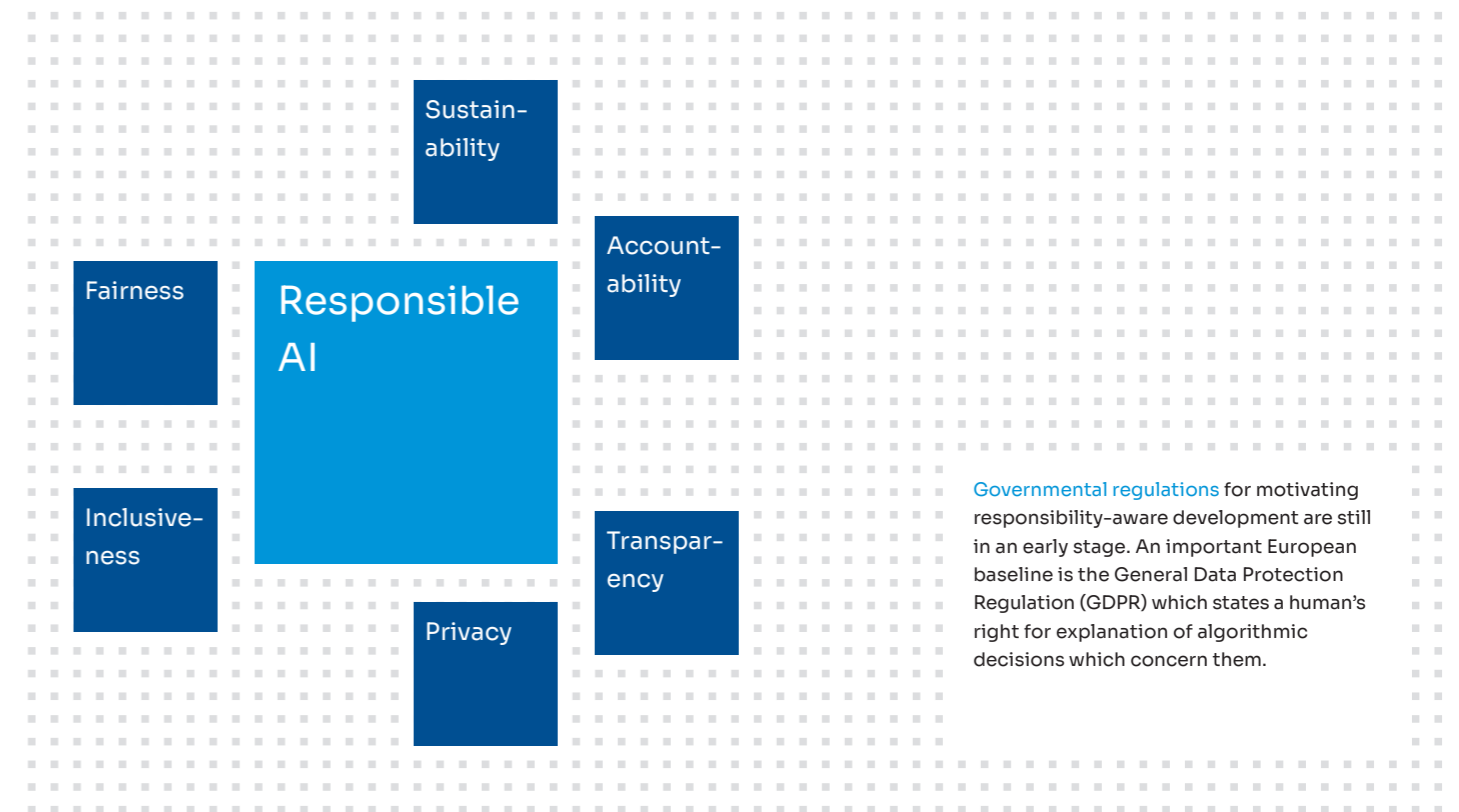 Sustain-
ability
Account-
ability
Fairness
Responsible
AI
Inclusive-
ness
Transpar-
ency
Privacy
Governmental regulations for motivating
responsibility-aware development are still
in an early stage. An important European
baseline is the General Data Protection
Regulation (GDPR) which states a human’s
right for explanation of algorithmic
decisions which concern them.